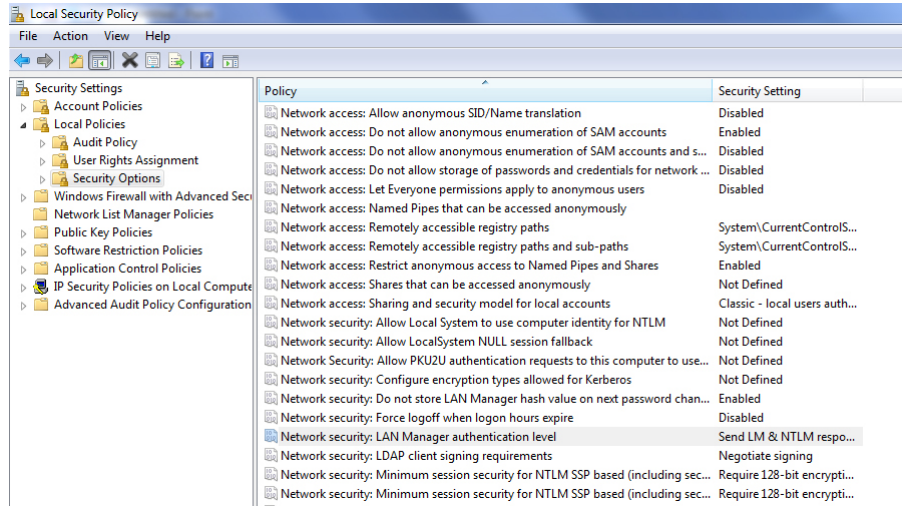 Local Security Policy
File Action View Help
Security Settings
Account Policies
Local Policies
Audit Policy
User Rights Assignment
Security Options
Windows Firewall with Advanced Secu
Network List Manager Policies
Public Key Policies
Software Restriction Policies
Application Control Policies
IP Security Policies on Local Compute
Advanced Audit Policy Configuration
Policy Security Setting
Network access: Allow anonymous SID/Name translation Disabled
Network access: Do not allow anonymous enumeration of SAM accounts Enabled
Network access: Do not allow anonymous enumeration of SAM accounts and s... Disabled
Network access: Do not allow storage of passwords and credentials for network ... Disabled
Network access: Let Everyone permissions apply to anonymous users Disabled
Network access: Named Pipes that can be accessed anonymously
Network access: Remotely accessible registry paths System\CurrentControlS...
Network access: Remotely accessible registry paths and sub-paths System\CurrentControlS...
Network access: Restrict anonymous access to Named Pipes and Shares Enabled
Network access: Shares that can be accessed anonymously Not Defined
Network access: Sharing and security model for local accounts Classic - local users auth...
Network security: Allow Local System to use computer identity for NTLM Not Defined
Network security: Allow LocalSystem NULL session fallback Not Defined
Network Security: Allow PKU2U authentication requests to this computer to use... Not Defined
Network security: Configure encryption types allowed for Kerberos Not Defined
Network security: Do not store LAN Manager hash value on next password chan... Enabled
Network security: Force logoff when logon hours expire Disabled
Network security: LAN Manager authentication level Send LM & NTLM respo...
Network security: LDAP client signing requirements Negotiate signing
Network security: Minimum session security for NTLM SSP based (including sec... Require 128-bit encrypti...
Network security: Minimum session security for NTLM SSP based (including sec... Require 128-bit encrypti...